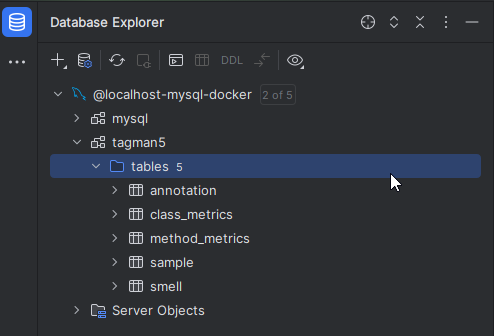 Database Explorer
DDL
@localhost-mysql-docker 2 of 5
mysql
tagman5
tables 5
annotation
class_metrics
method_metrics
sample
smell
Server Objects